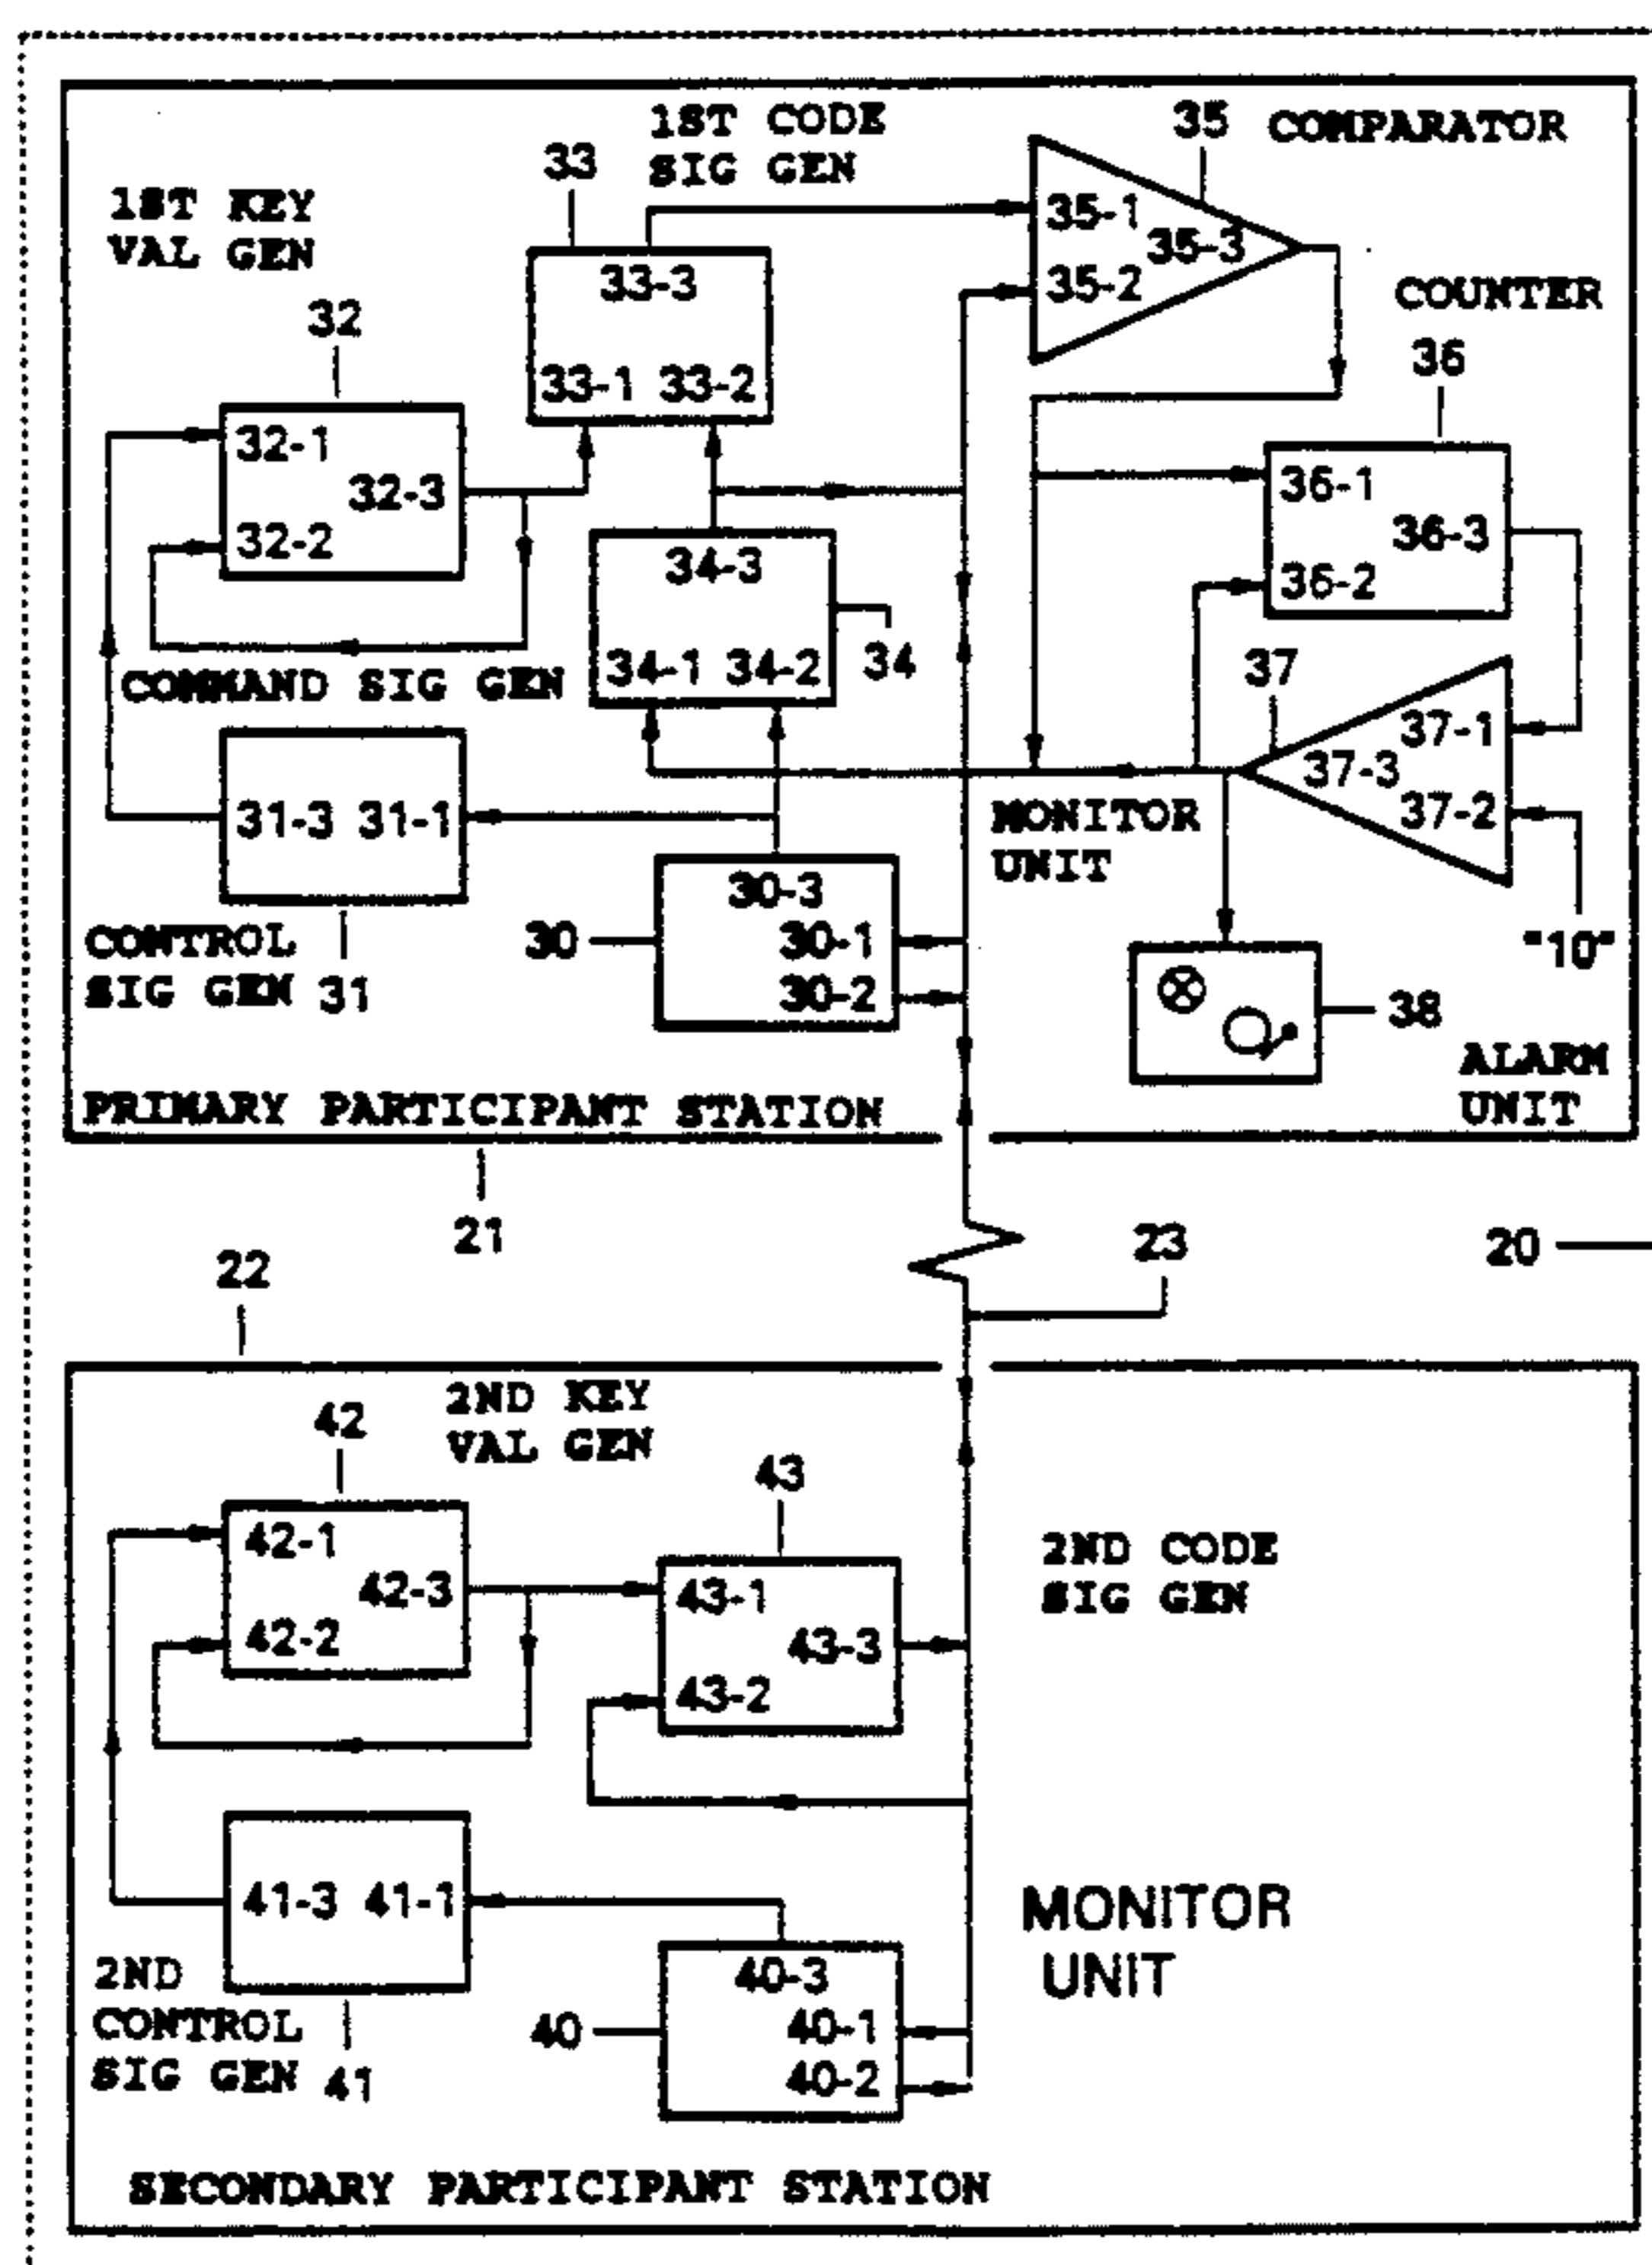 1ST CODE
SIG GEN
35 COMPARATOR
33
1ST KEY
VAL GEN
35-1
35-3
35-2
33-3
COUNTER
36
32
33-1 33-2
32-1
32-3
32-2
36-1
36-3
36-2
34-3
34-1 34-2
34
COMMAND SIG GEN
37
37-1
37-3
37-2
31-3 31-1
MONITOR
UNIT
30-3
30-1
30-2
30
"10"
CONTROL
SIG GEN 31
38
ALARM
UNIT
PRIMARY PARTICIPANT STATION
21
22
23
20
2ND KEY
VAL GEN
42
43
42-1
42-3
42-2
43-1
43-3
43-2
2ND CODE
SIG GEN
41-3 41-1
MONITOR
UNIT
40-3
40-1
40-2
40
2ND
CONTROL
SIG GEN 41
SECONDARY PARTICIPANT STATION